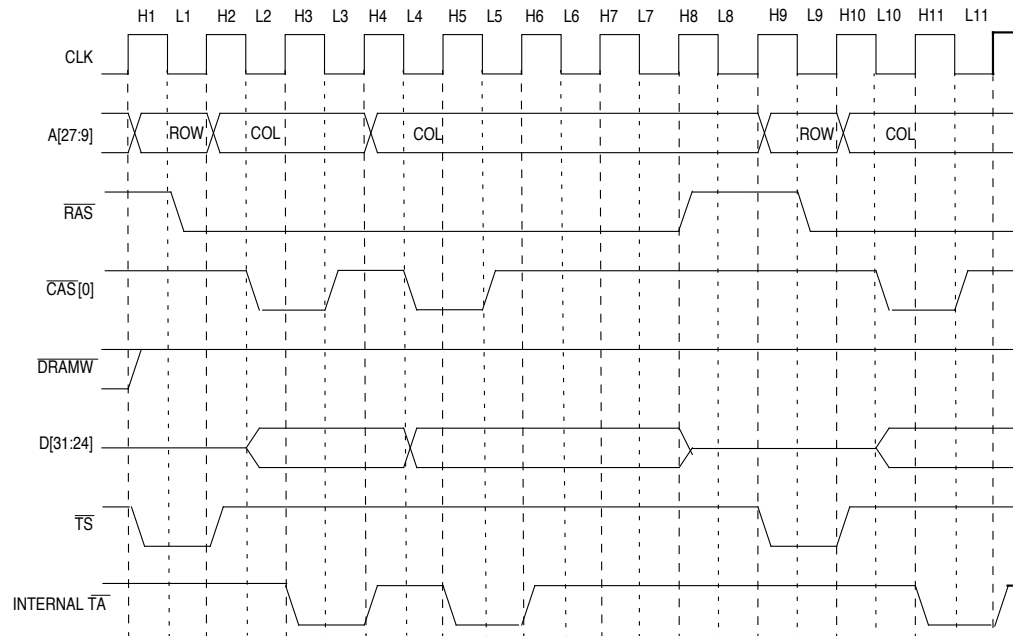 H1 L1 H2 L2 H3 L3 H4 L4 H5 L5 H6 L6 H7 L7 H8 L8 H9 L9 H10 L10 H11 L11
CLK
A[27:9] ROW COL COL ROW COL
RAS
CAS[0]
DRAMW
D[31:24]
TS
INTERNAL TA